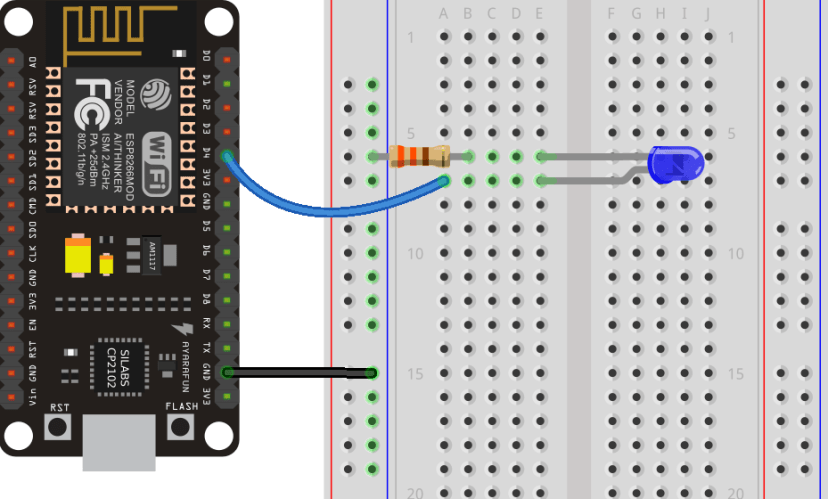 A0
RSV
RSV
SD3
SD2
SD1
CMD
SD0
CLK
GND
3V3
EN
RST
GND
Vin
MODEL ESP8266MOD
VENDOR AI/THINKER
ISM 2.4GHz
PA +25dBm
802.11b/g/n
FC
Wi Fi
AM1117
SILABS
CP2102
AYARAFUN
RST
FLASH
D0
D1
D2
D3
D4
3V3
GND
D5
D6
D7
D8
RX
TX
GND
3V3
A B C D E F G H I J
1 1
5 5
10 10
15 15
20 20